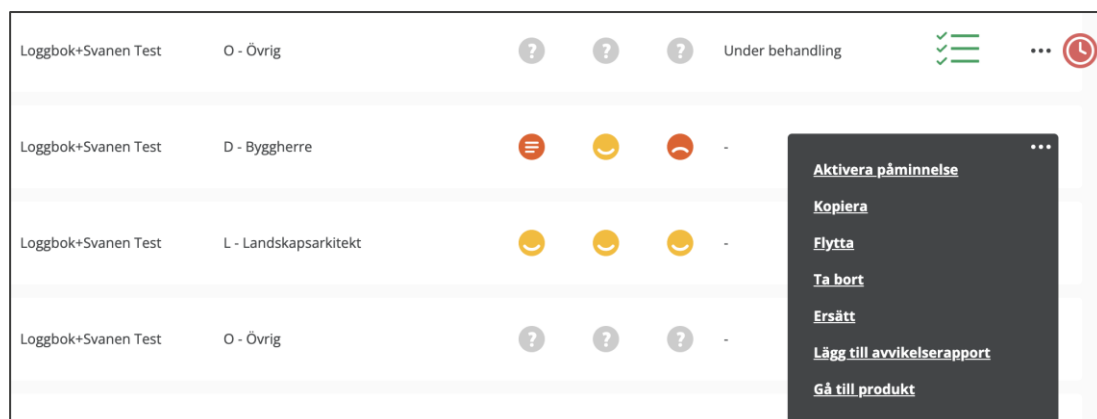 Loggbok+Svanen Test O - Övrig ? ? ? Under behandling
Loggbok+Svanen Test D - Byggherre -
Aktivera påminnelse
Kopiera
Loggbok+Svanen Test L - Landskapsarkitekt -
Flytta
Ta bort
Ersätt
Loggbok+Svanen Test O - Övrig ? ? ? -
Lägg till avvikelserapport
Gå till produkt